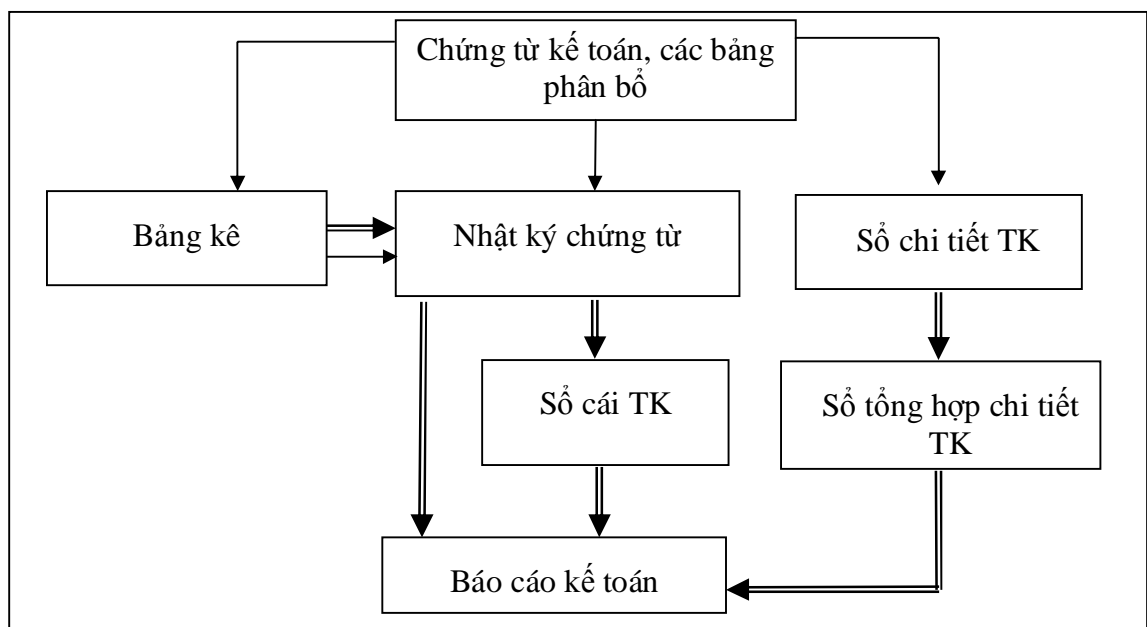 Chứng từ kế toán, các bảng
phân bổ
Bảng kê
Nhật ký chứng từ
Sổ chi tiết TK
Sổ cái TK
Sổ tổng hợp chi tiết
TK
Báo cáo kế toán